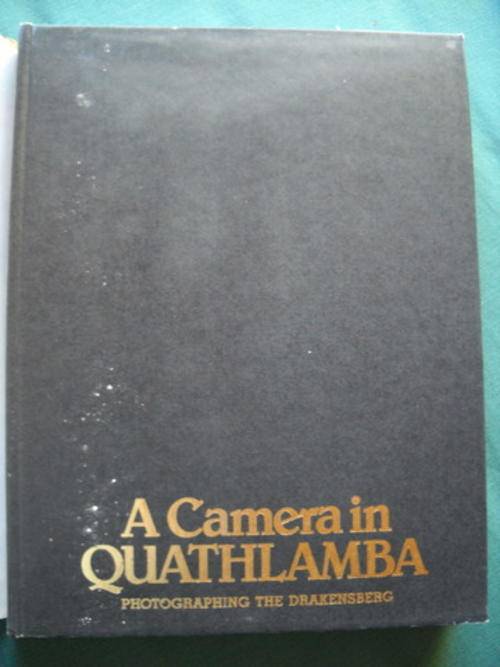 A Camera in
QUATHLAMBA
PHOTOGRAPHING THE DRAKENSBERG